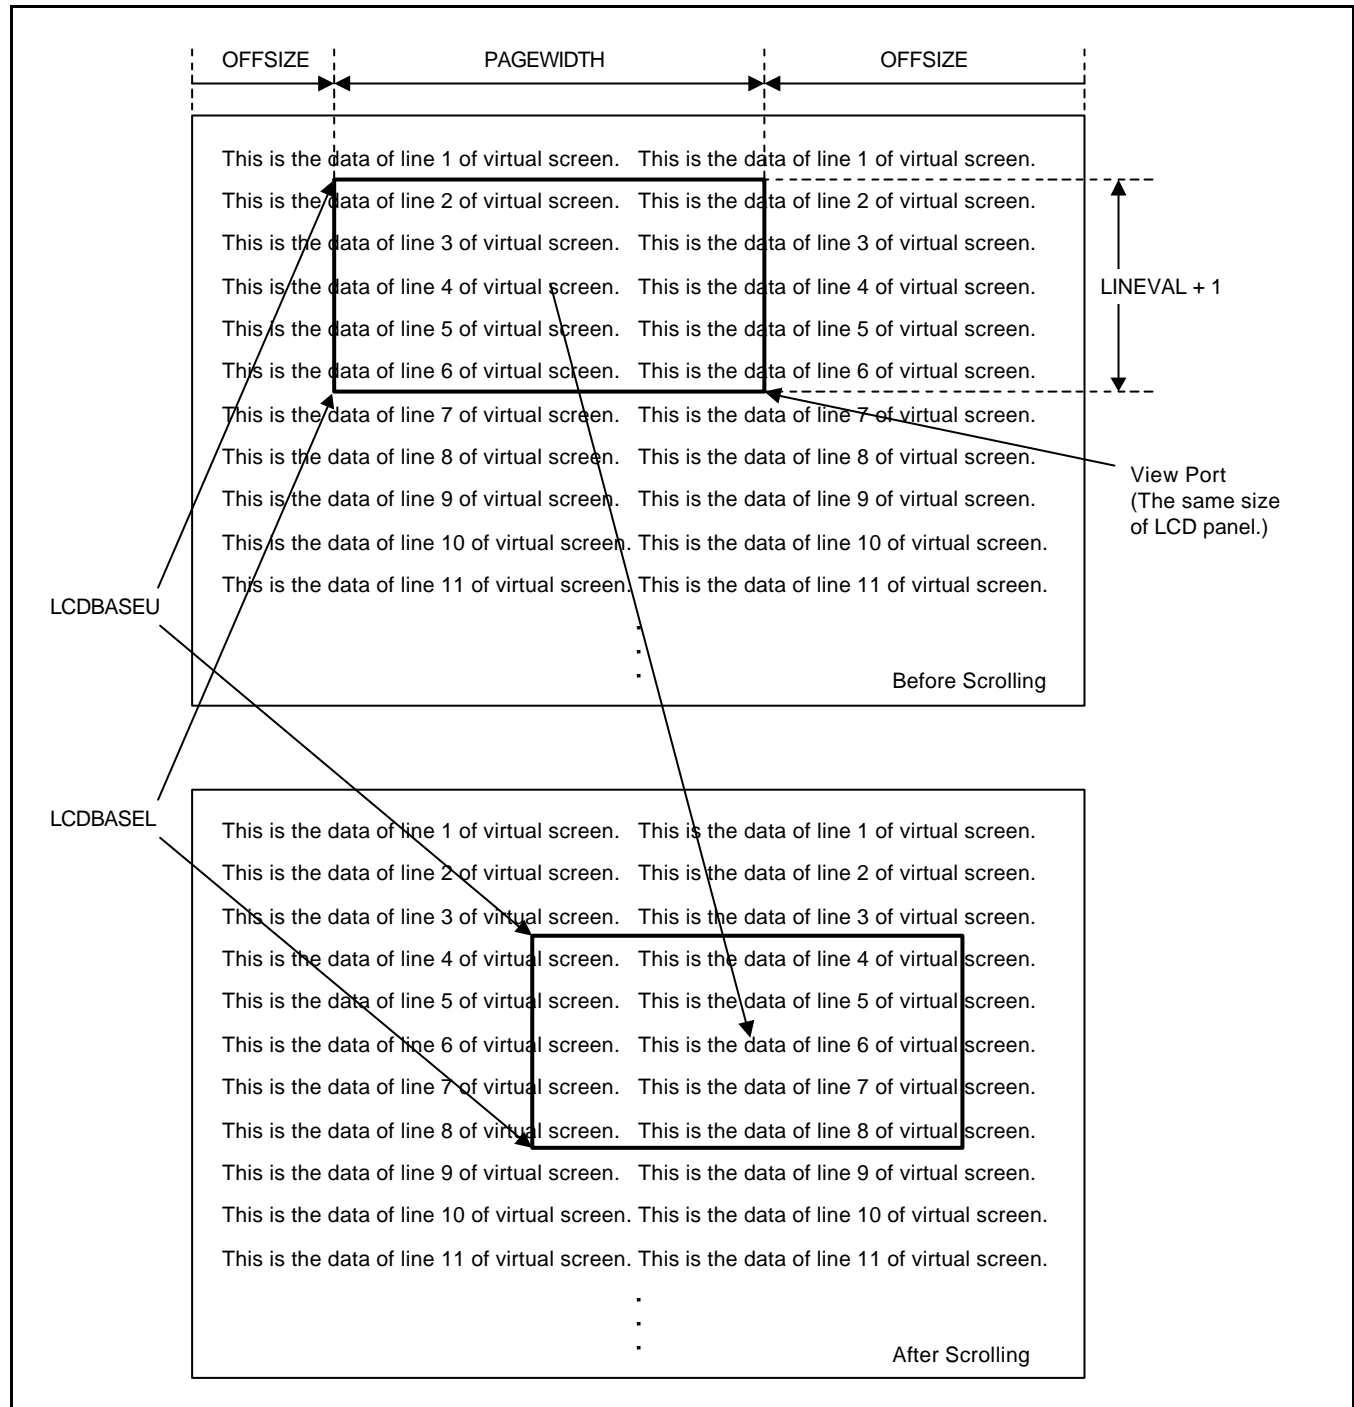 OFFSIZE PAGEWIDTH OFFSIZE
This is the data of line 1 of virtual screen. This is the data of line 1 of virtual screen.
This is the data of line 2 of virtual screen. This is the data of line 2 of virtual screen.
This is the data of line 3 of virtual screen. This is the data of line 3 of virtual screen.
This is the data of line 4 of virtual screen. This is the data of line 4 of virtual screen.
LINEVAL + 1
This is the data of line 5 of virtual screen. This is the data of line 5 of virtual screen.
This is the data of line 6 of virtual screen. This is the data of line 6 of virtual screen.
This is the data of line 7 of virtual screen. This is the data of line 7 of virtual screen.
This is the data of line 8 of virtual screen. This is the data of line 8 of virtual screen.
View Port
(The same size
of LCD panel.)
This is the data of line 9 of virtual screen. This is the data of line 9 of virtual screen.
This is the data of line 10 of virtual screen. This is the data of line 10 of virtual screen.
This is the data of line 11 of virtual screen. This is the data of line 11 of virtual screen.
LCDBASEU
.
.
.
Before Scrolling
LCDBASEL
This is the data of line 1 of virtual screen. This is the data of line 1 of virtual screen.
This is the data of line 2 of virtual screen. This is the data of line 2 of virtual screen.
This is the data of line 3 of virtual screen. This is the data of line 3 of virtual screen.
This is the data of line 4 of virtual screen. This is the data of line 4 of virtual screen.
This is the data of line 5 of virtual screen. This is the data of line 5 of virtual screen.
This is the data of line 6 of virtual screen. This is the data of line 6 of virtual screen.
This is the data of line 7 of virtual screen. This is the data of line 7 of virtual screen.
This is the data of line 8 of virtual screen. This is the data of line 8 of virtual screen.
This is the data of line 9 of virtual screen. This is the data of line 9 of virtual screen.
This is the data of line 10 of virtual screen. This is the data of line 10 of virtual screen.
This is the data of line 11 of virtual screen. This is the data of line 11 of virtual screen.
.
.
.
After Scrolling